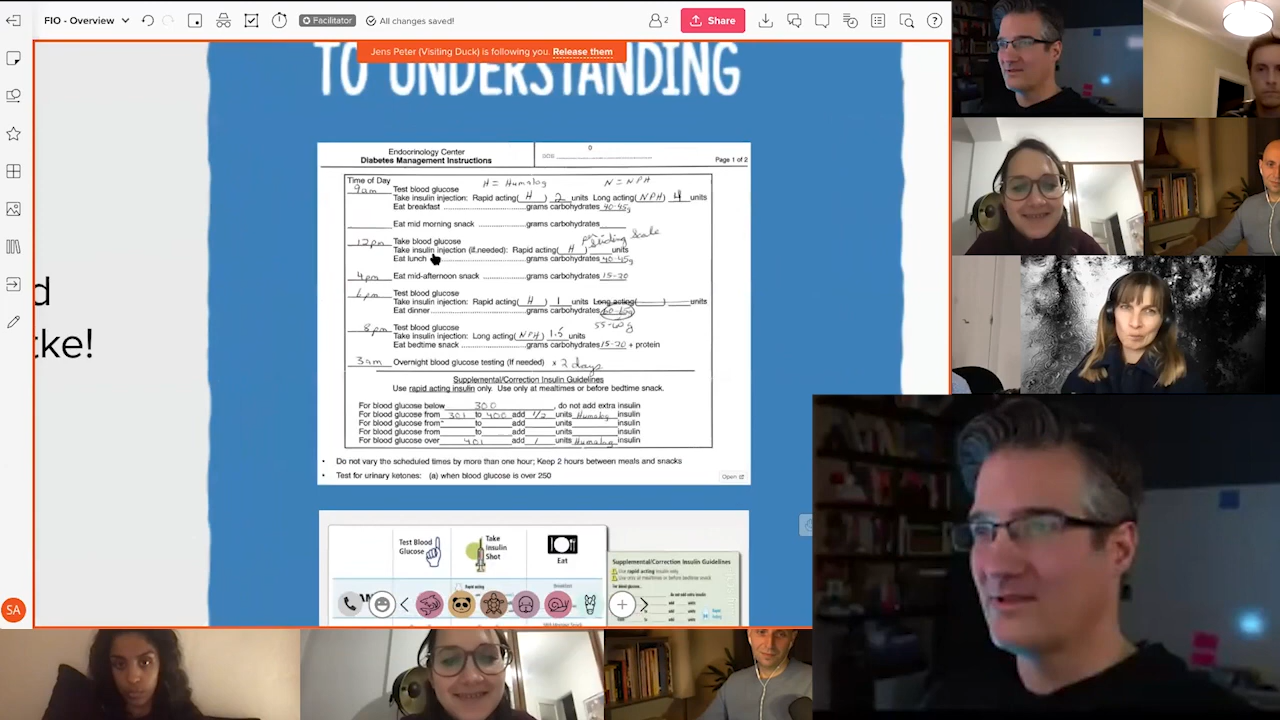 FIO - Overview
Facilitator
All changes saved!
2
Share
Jens Peter (Visiting Duck) is following you. Release them
TO UNDERSTANDING
Endocrinology Center
Diabetes Management Instructions
0
DOB
Page 1 of 2
Time of Day
H = Humalog N = NPH
9am Test blood glucose
Take insulin injection: Rapid acting( H ) 2 units Long acting(NPH) 4 units
Eat breakfast grams carbohydrates 40-45g
Eat mid morning snack grams carbohydrates
per sliding scale
12pm Take blood glucose
Take insulin injection (if needed): Rapid acting( H ) units
Eat lunch grams carbohydrates 40-45g
4pm Eat mid-afternoon snack grams carbohydrates 15-20
6pm Test blood glucose
Take insulin injection: Rapid acting( H ) 1 units Long acting( ) units
Eat dinner grams carbohydrates 60-65g
55-60g
8pm Test blood glucose
Take insulin injection: Long acting(NPH) 1.5 units
Eat bedtime snack grams carbohydrates 15-20 + protein
3am Overnight blood glucose testing (if needed) x 2 days
Supplemental/Correction Insulin Guidelines
Use rapid acting insulin only. Use only at mealtimes or before bedtime snack.
For blood glucose below 300, do not add extra insulin
For blood glucose from 301 to 400 add 1/2 units Humalog insulin
For blood glucose from to add units insulin
For blood glucose from to add units insulin
For blood glucose over 401 add 1 units Humalog insulin
• Do not vary the scheduled times by more than one hour; Keep 2 hours between meals and snacks
• Test for urinary ketones: (a) when blood glucose is over 250
Open
d
ke!
Test Blood
Glucose
Take
Insulin
Shot
Eat
Supplemental/Correction Insulin Guidelines
SA